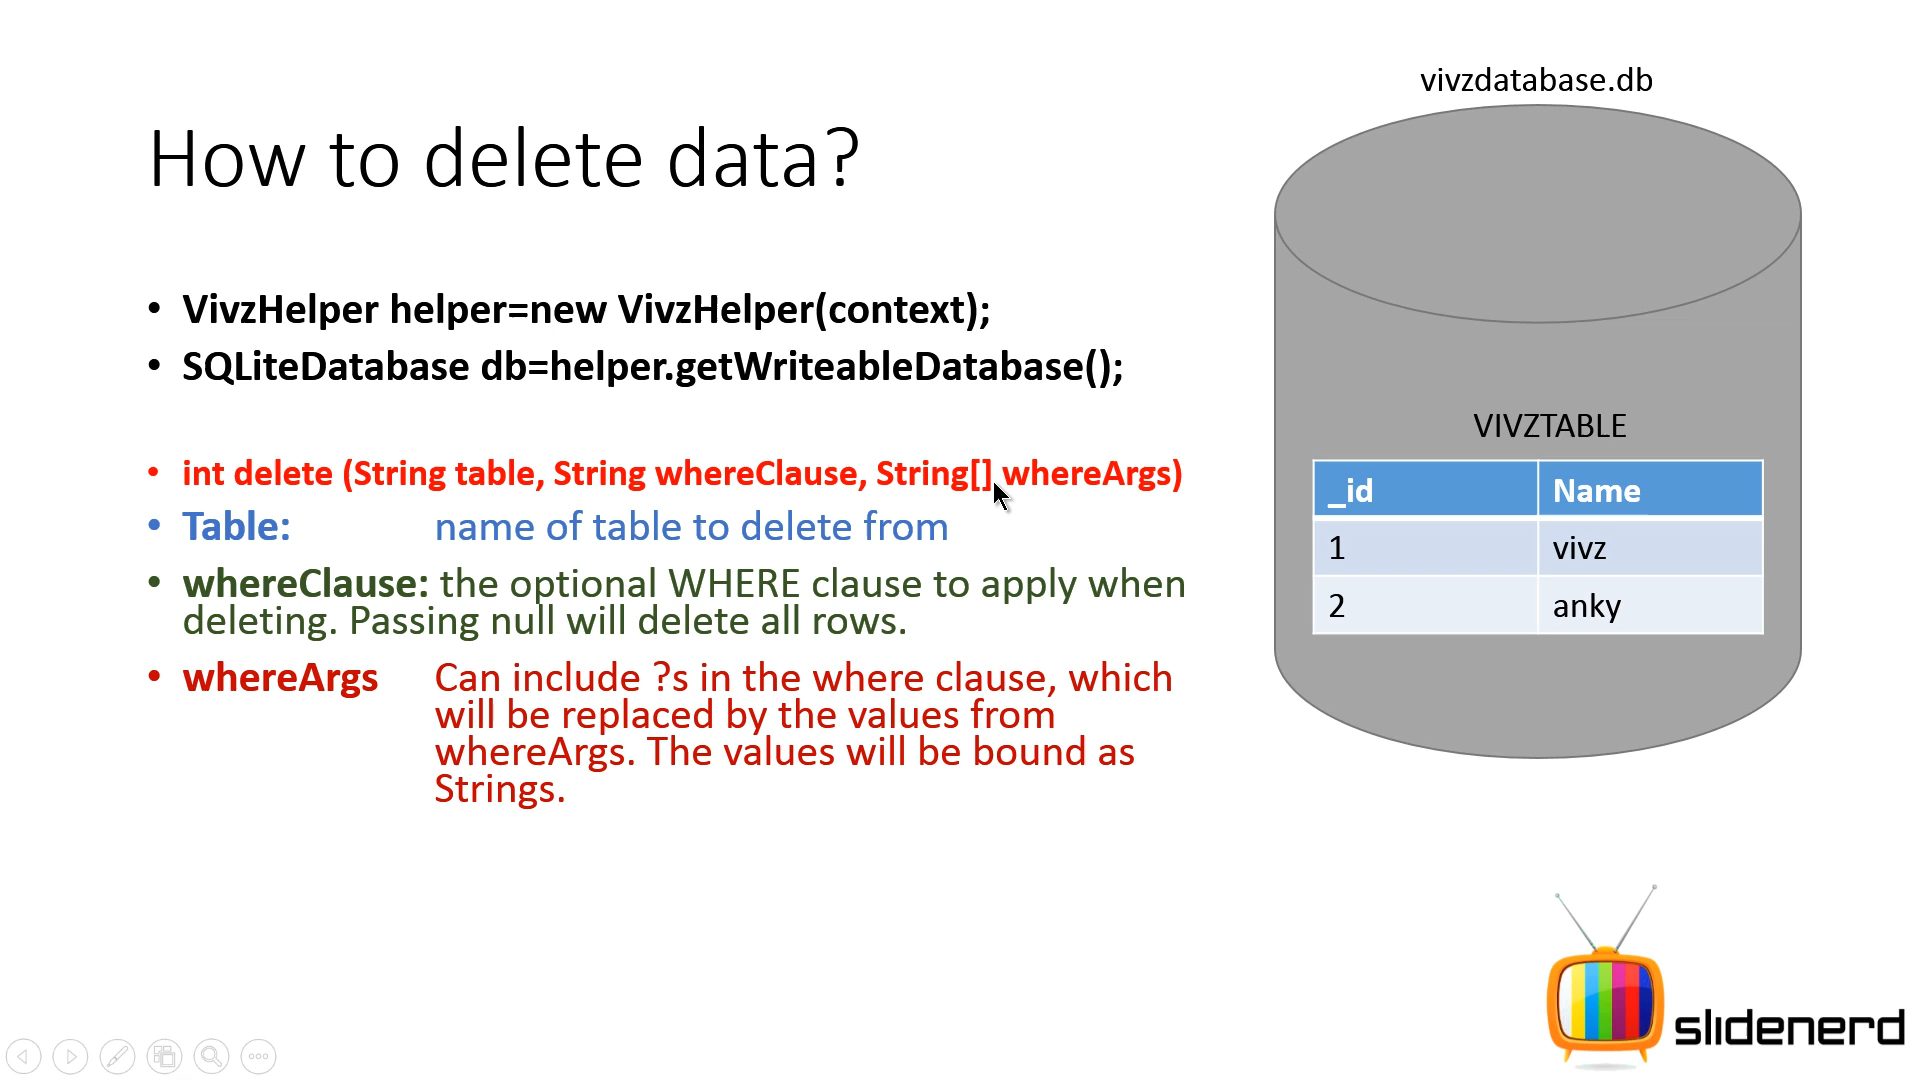 How to delete data?
• VivzHelper helper=new VivzHelper(context);
• SQLiteDatabase db=helper.getWriteableDatabase();
• int delete (String table, String whereClause, String[] whereArgs)
• Table: name of table to delete from
• whereClause: the optional WHERE clause to apply when
deleting. Passing null will delete all rows.
• whereArgs Can include ?s in the where clause, which
will be replaced by the values from
whereArgs. The values will be bound as
Strings.
vivzdatabase.db
VIVZTABLE
_id Name
1 vivz
2 anky
slidenerd